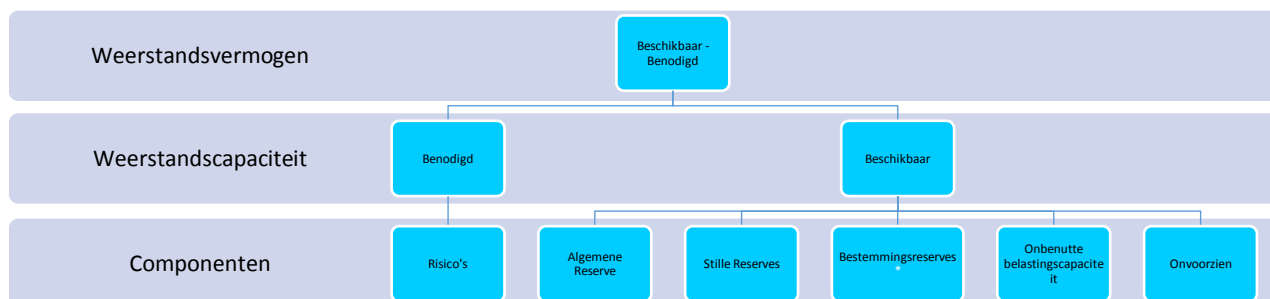 Weerstandsvermogen
Beschikbaar -
Benodigd
Weerstandscapaciteit
Benodigd
Beschikbaar
Componenten
Risico's
Algemene
Reserve
Stille Reserves
Bestemmingsreserves
*
Onbenutte
belastingscapacite
it
Onvoorzien